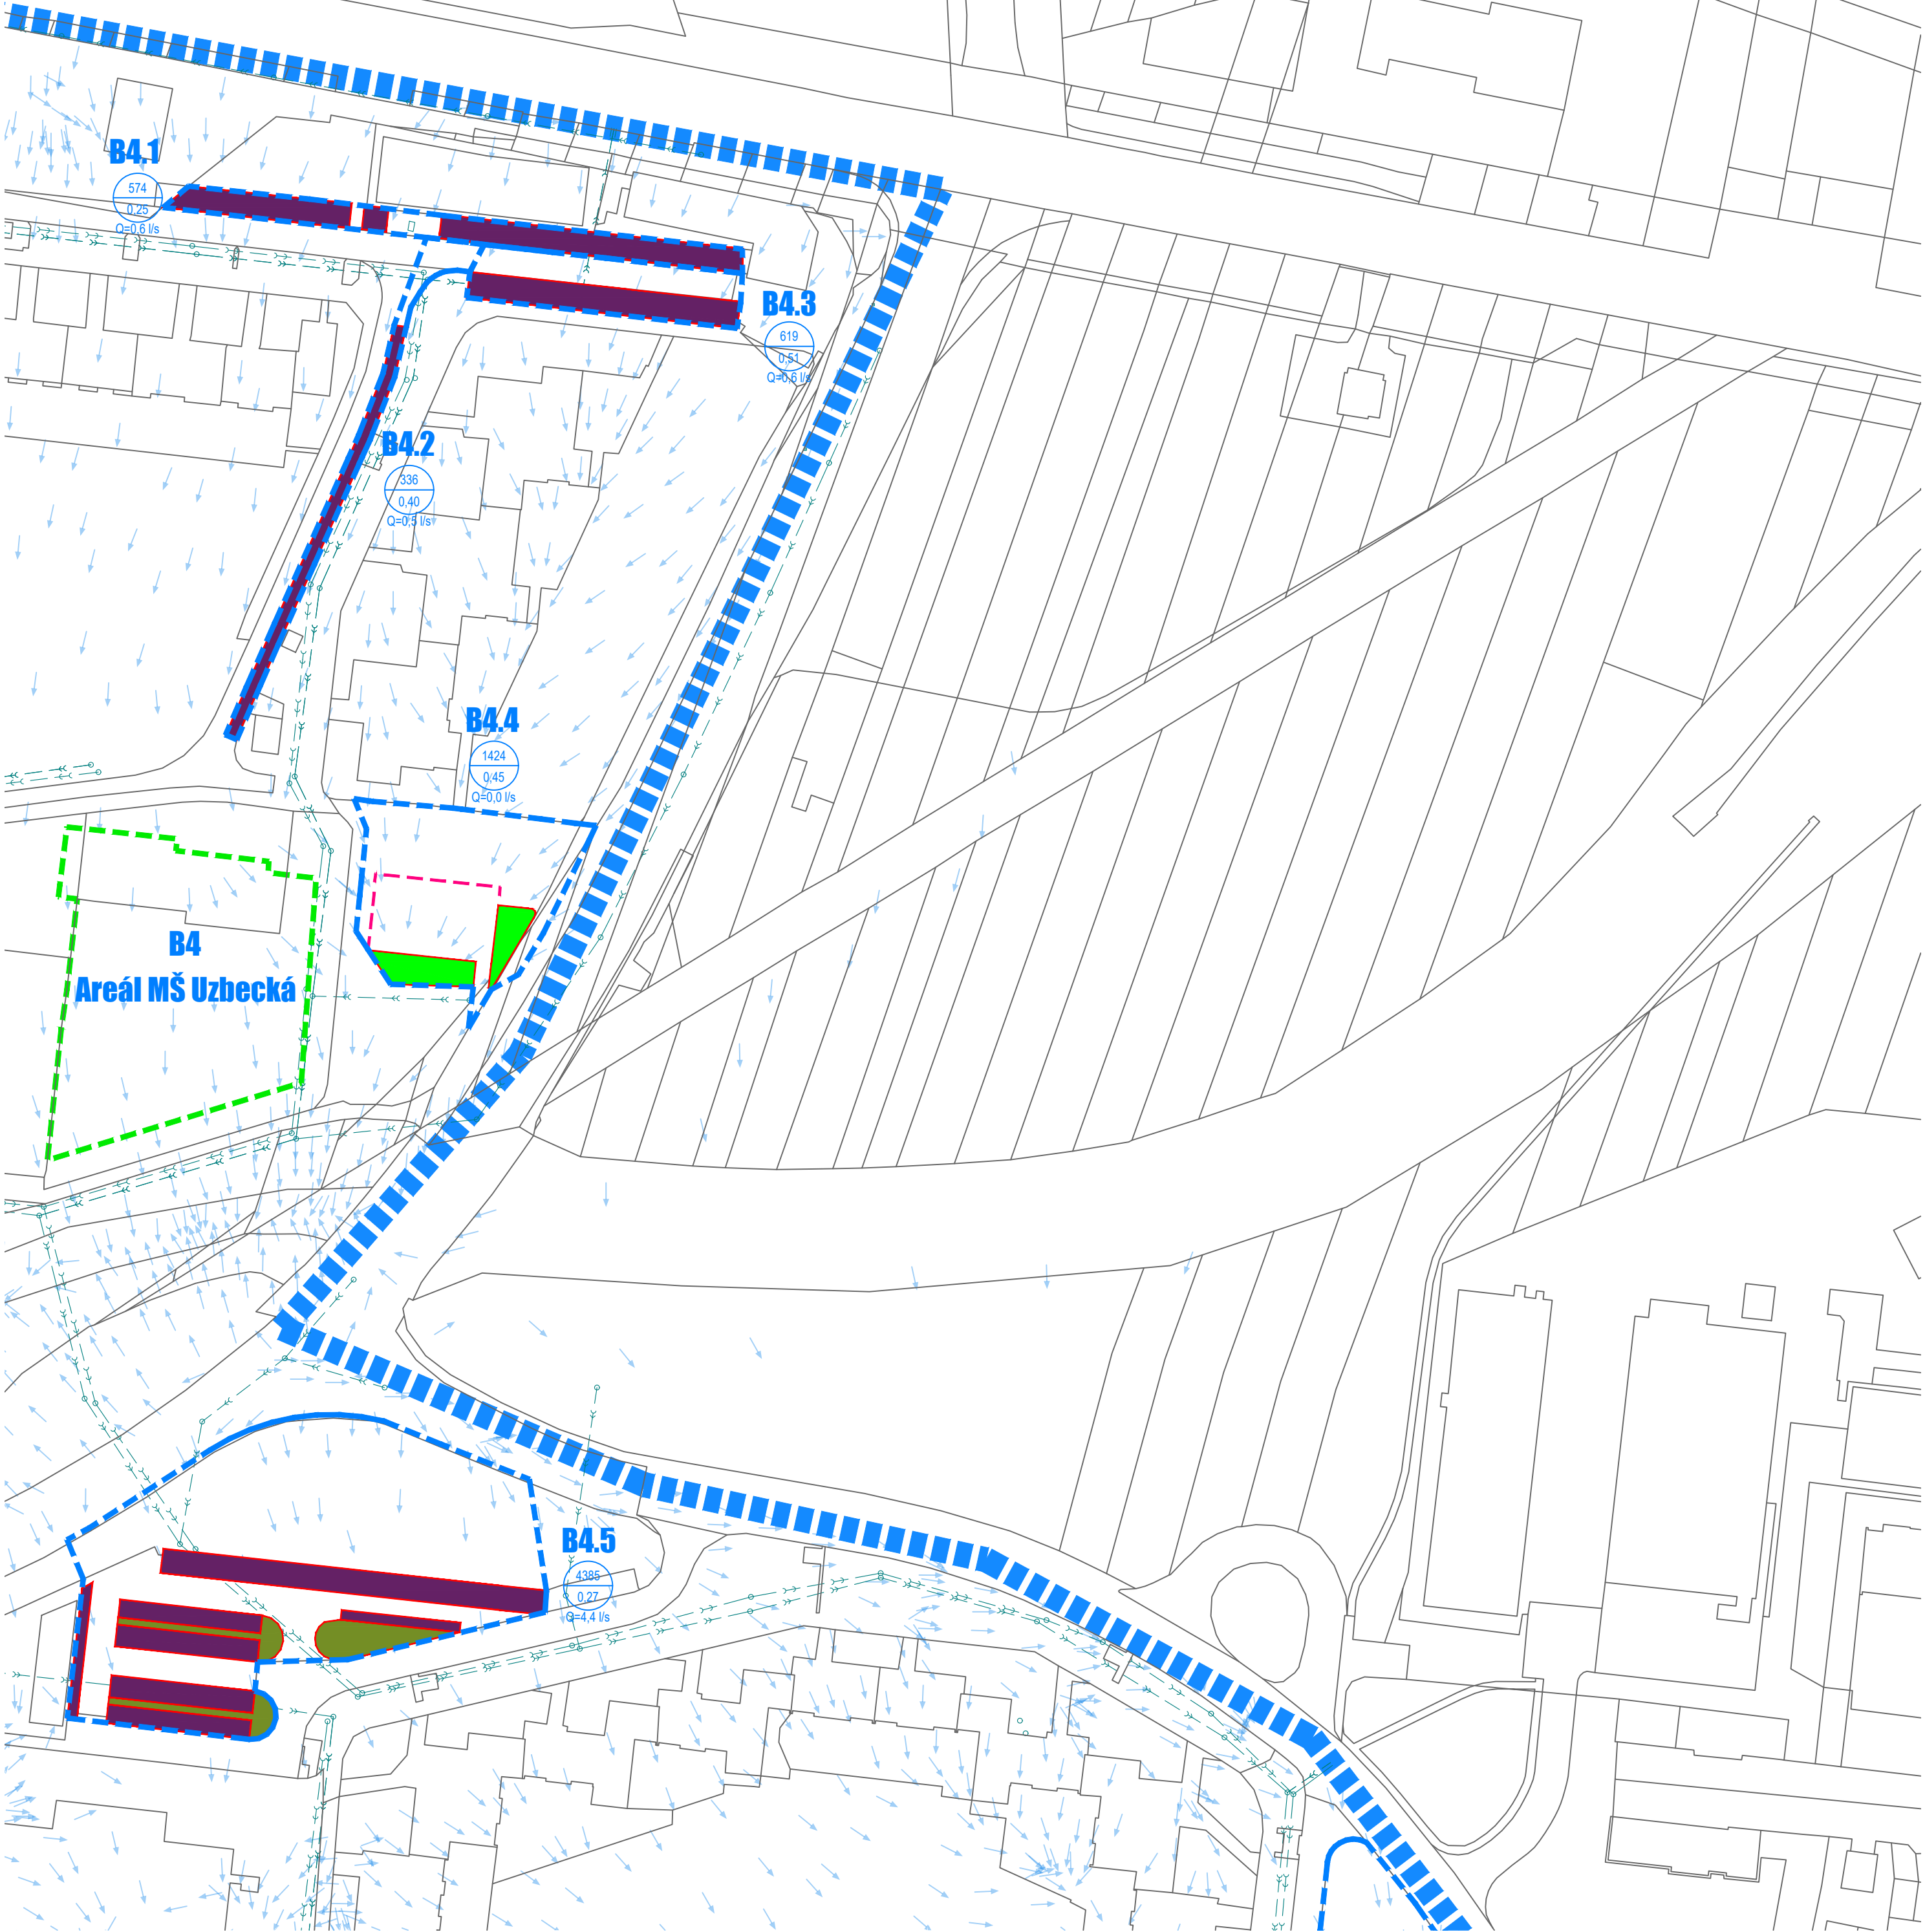 B4.1
574
0,25
Q=0,6 l/s
B4.3
619
0,51
Q=0,6 l/s
B4.2
336
0,40
Q=0,5 l/s
B4.4
1424
0,45
Q=0,0 l/s
B4
Areál MŠ Uzbecká
B4.5
4385
0,27
Q=4,4 l/s